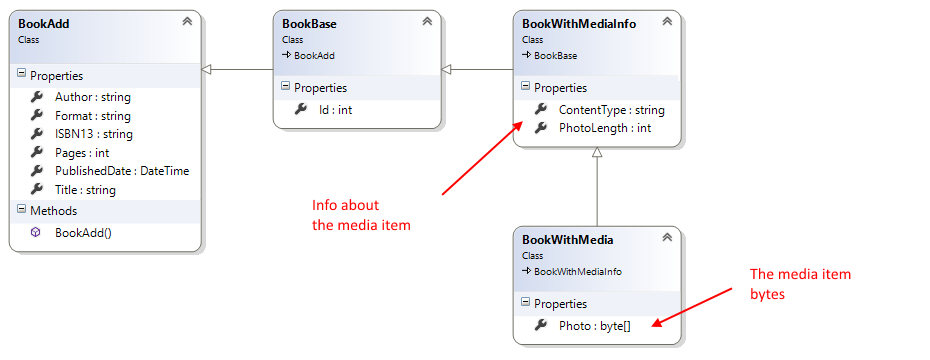 BookAdd
Class
Properties
Author : string
Format : string
ISBN13 : string
Pages : int
PublishedDate : DateTime
Title : string
Methods
BookAdd()
BookBase
Class
BookAdd
Properties
Id : int
BookWithMediaInfo
Class
BookBase
Properties
ContentType : string
PhotoLength : int
Info about
the media item
BookWithMedia
Class
BookWithMediaInfo
Properties
Photo : byte[]
The media item
bytes